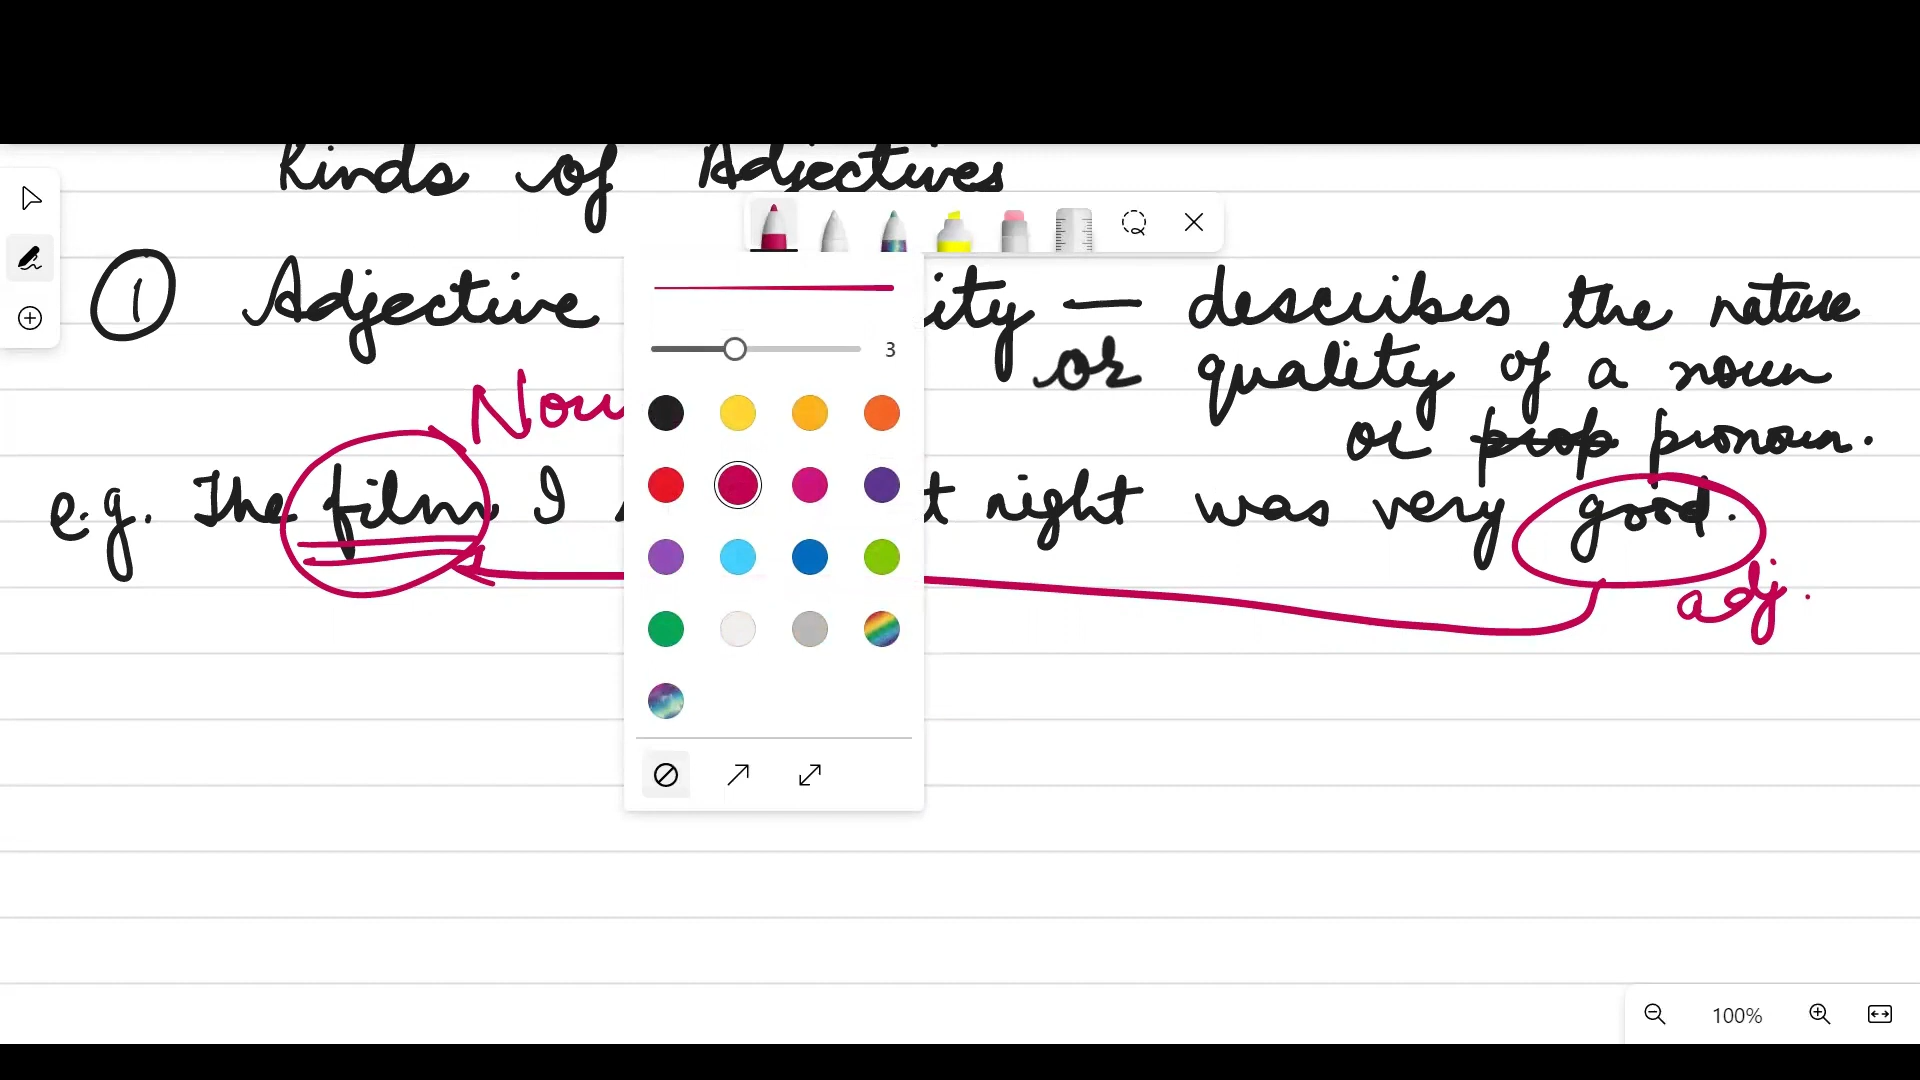 Kinds of Adjectives
① Adjective ity — describes the nature
or quality of a noun
or prop pronoun.
Nou
e.g. The film I t night was very good.
adj.
3
100%